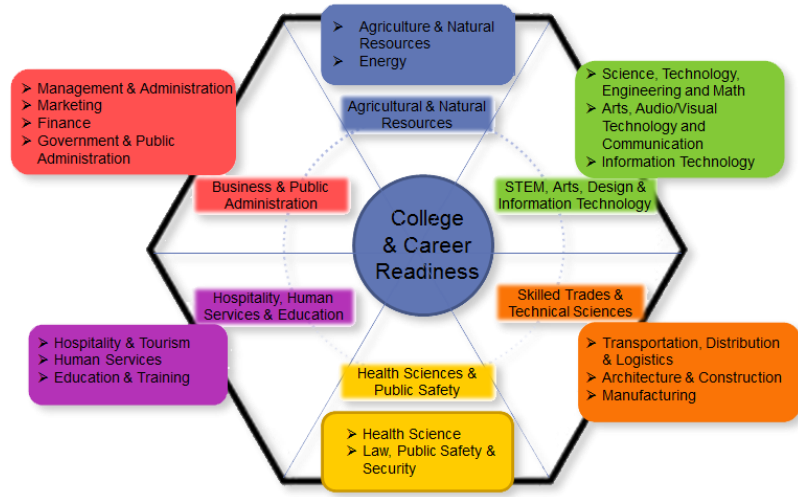 ➢ Agriculture & Natural
Resources
➢ Energy
Agricultural & Natural
Resources
➢ Management & Administration
➢ Marketing
➢ Finance
➢ Government & Public
Administration
Business & Public
Administration
➢ Science, Technology,
Engineering and Math
➢ Arts, Audio/Visual
Technology and
Communication
➢ Information Technology
STEM, Arts, Design &
Information Technology
College
& Career
Readiness
Hospitality, Human
Services & Education
➢ Hospitality & Tourism
➢ Human Services
➢ Education & Training
Skilled Trades &
Technical Sciences
➢ Transportation, Distribution
& Logistics
➢ Architecture & Construction
➢ Manufacturing
Health Sciences &
Public Safety
➢ Health Science
➢ Law, Public Safety &
Security